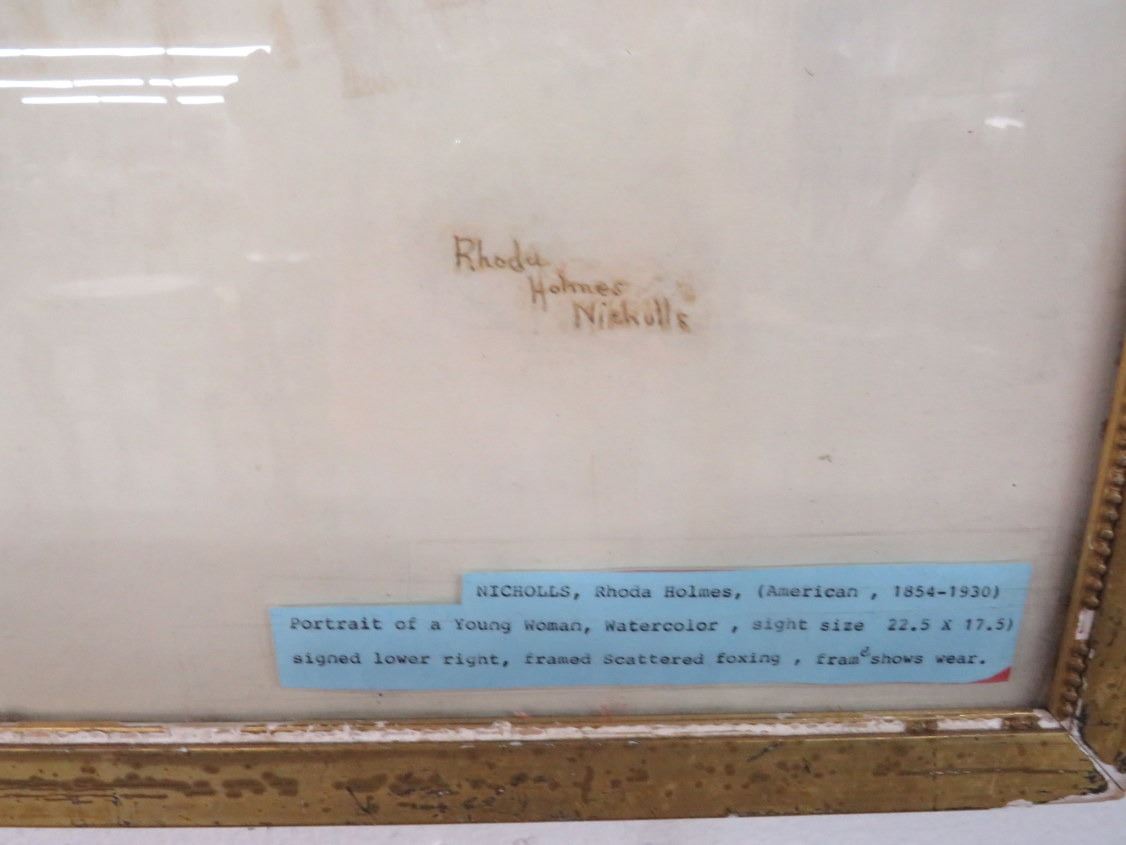 Rhoda
Holmes
Nicholls
NICHOLLS, Rhoda Holmes, (American , 1854-1930)
Portrait of a Young Woman, Watercolor , sight size 22.5 X 17.5)
signed lower right, framed Scattered foxing , frame shows wear.